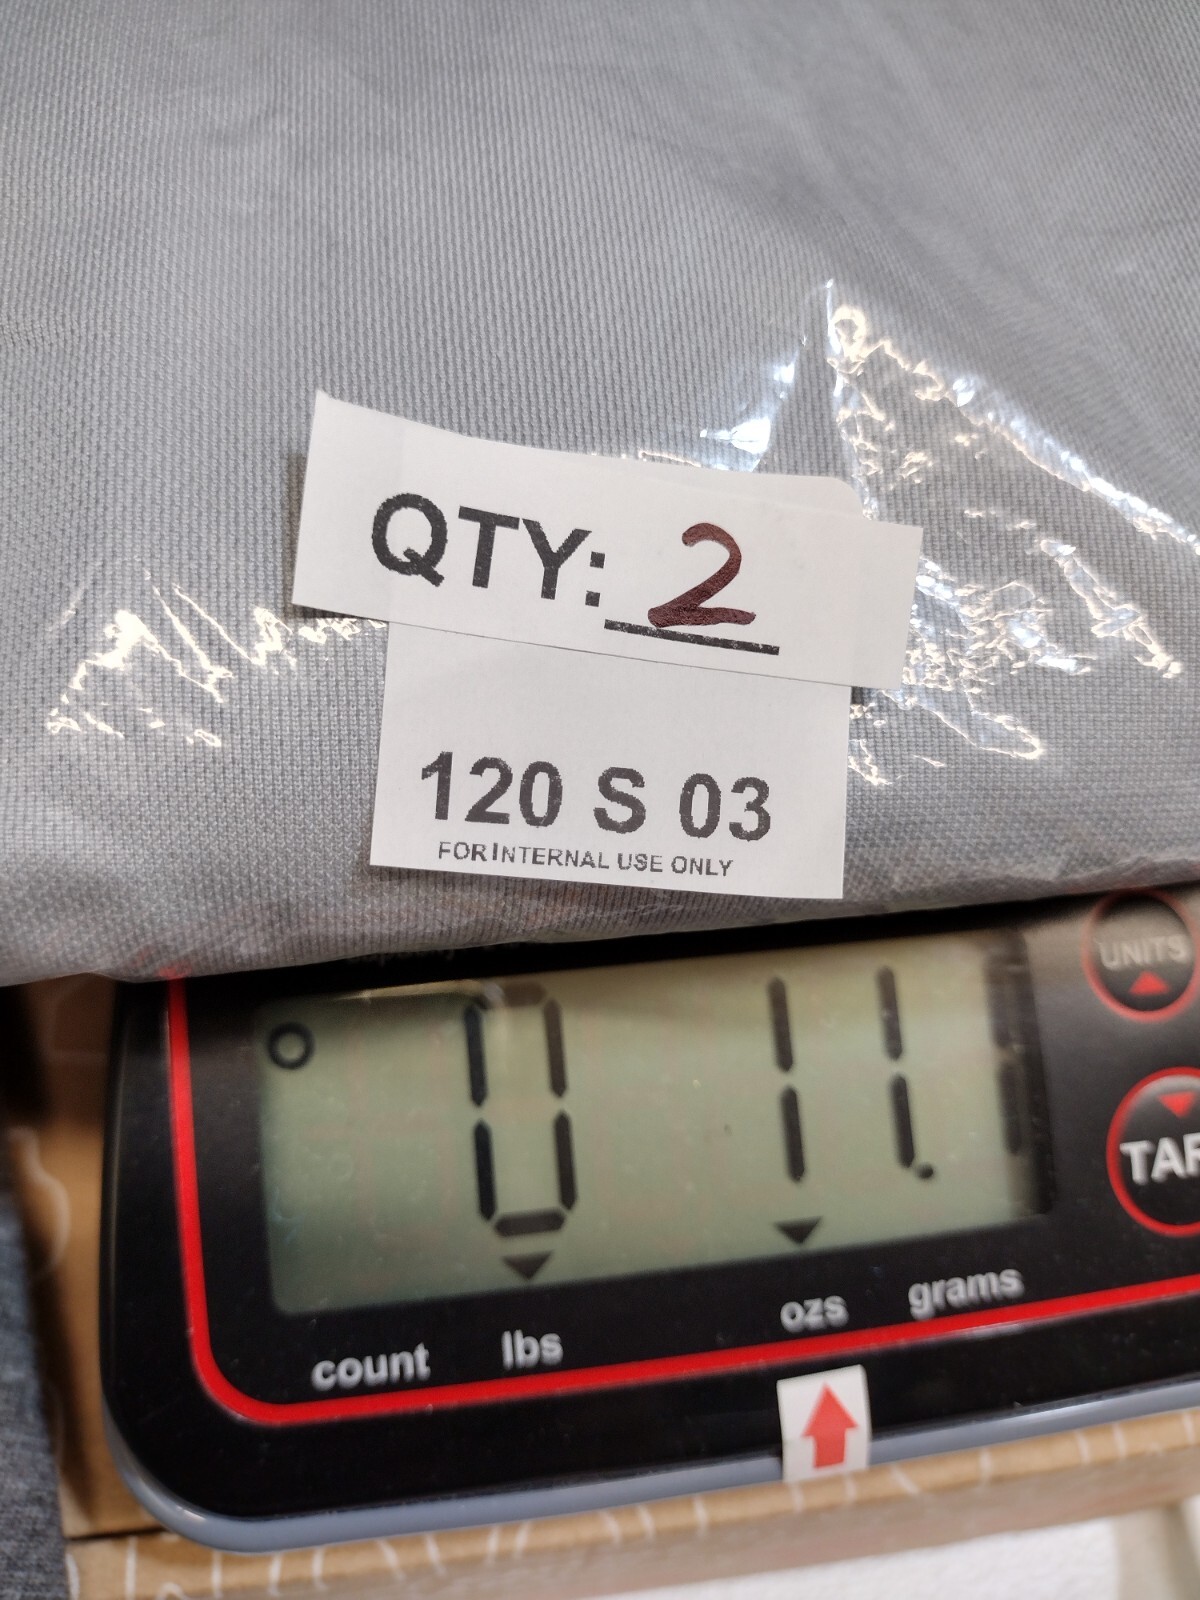 QTY: 2
120 S 03
FOR INTERNAL USE ONLY
UNITS
0 11.
count lbs ozs grams